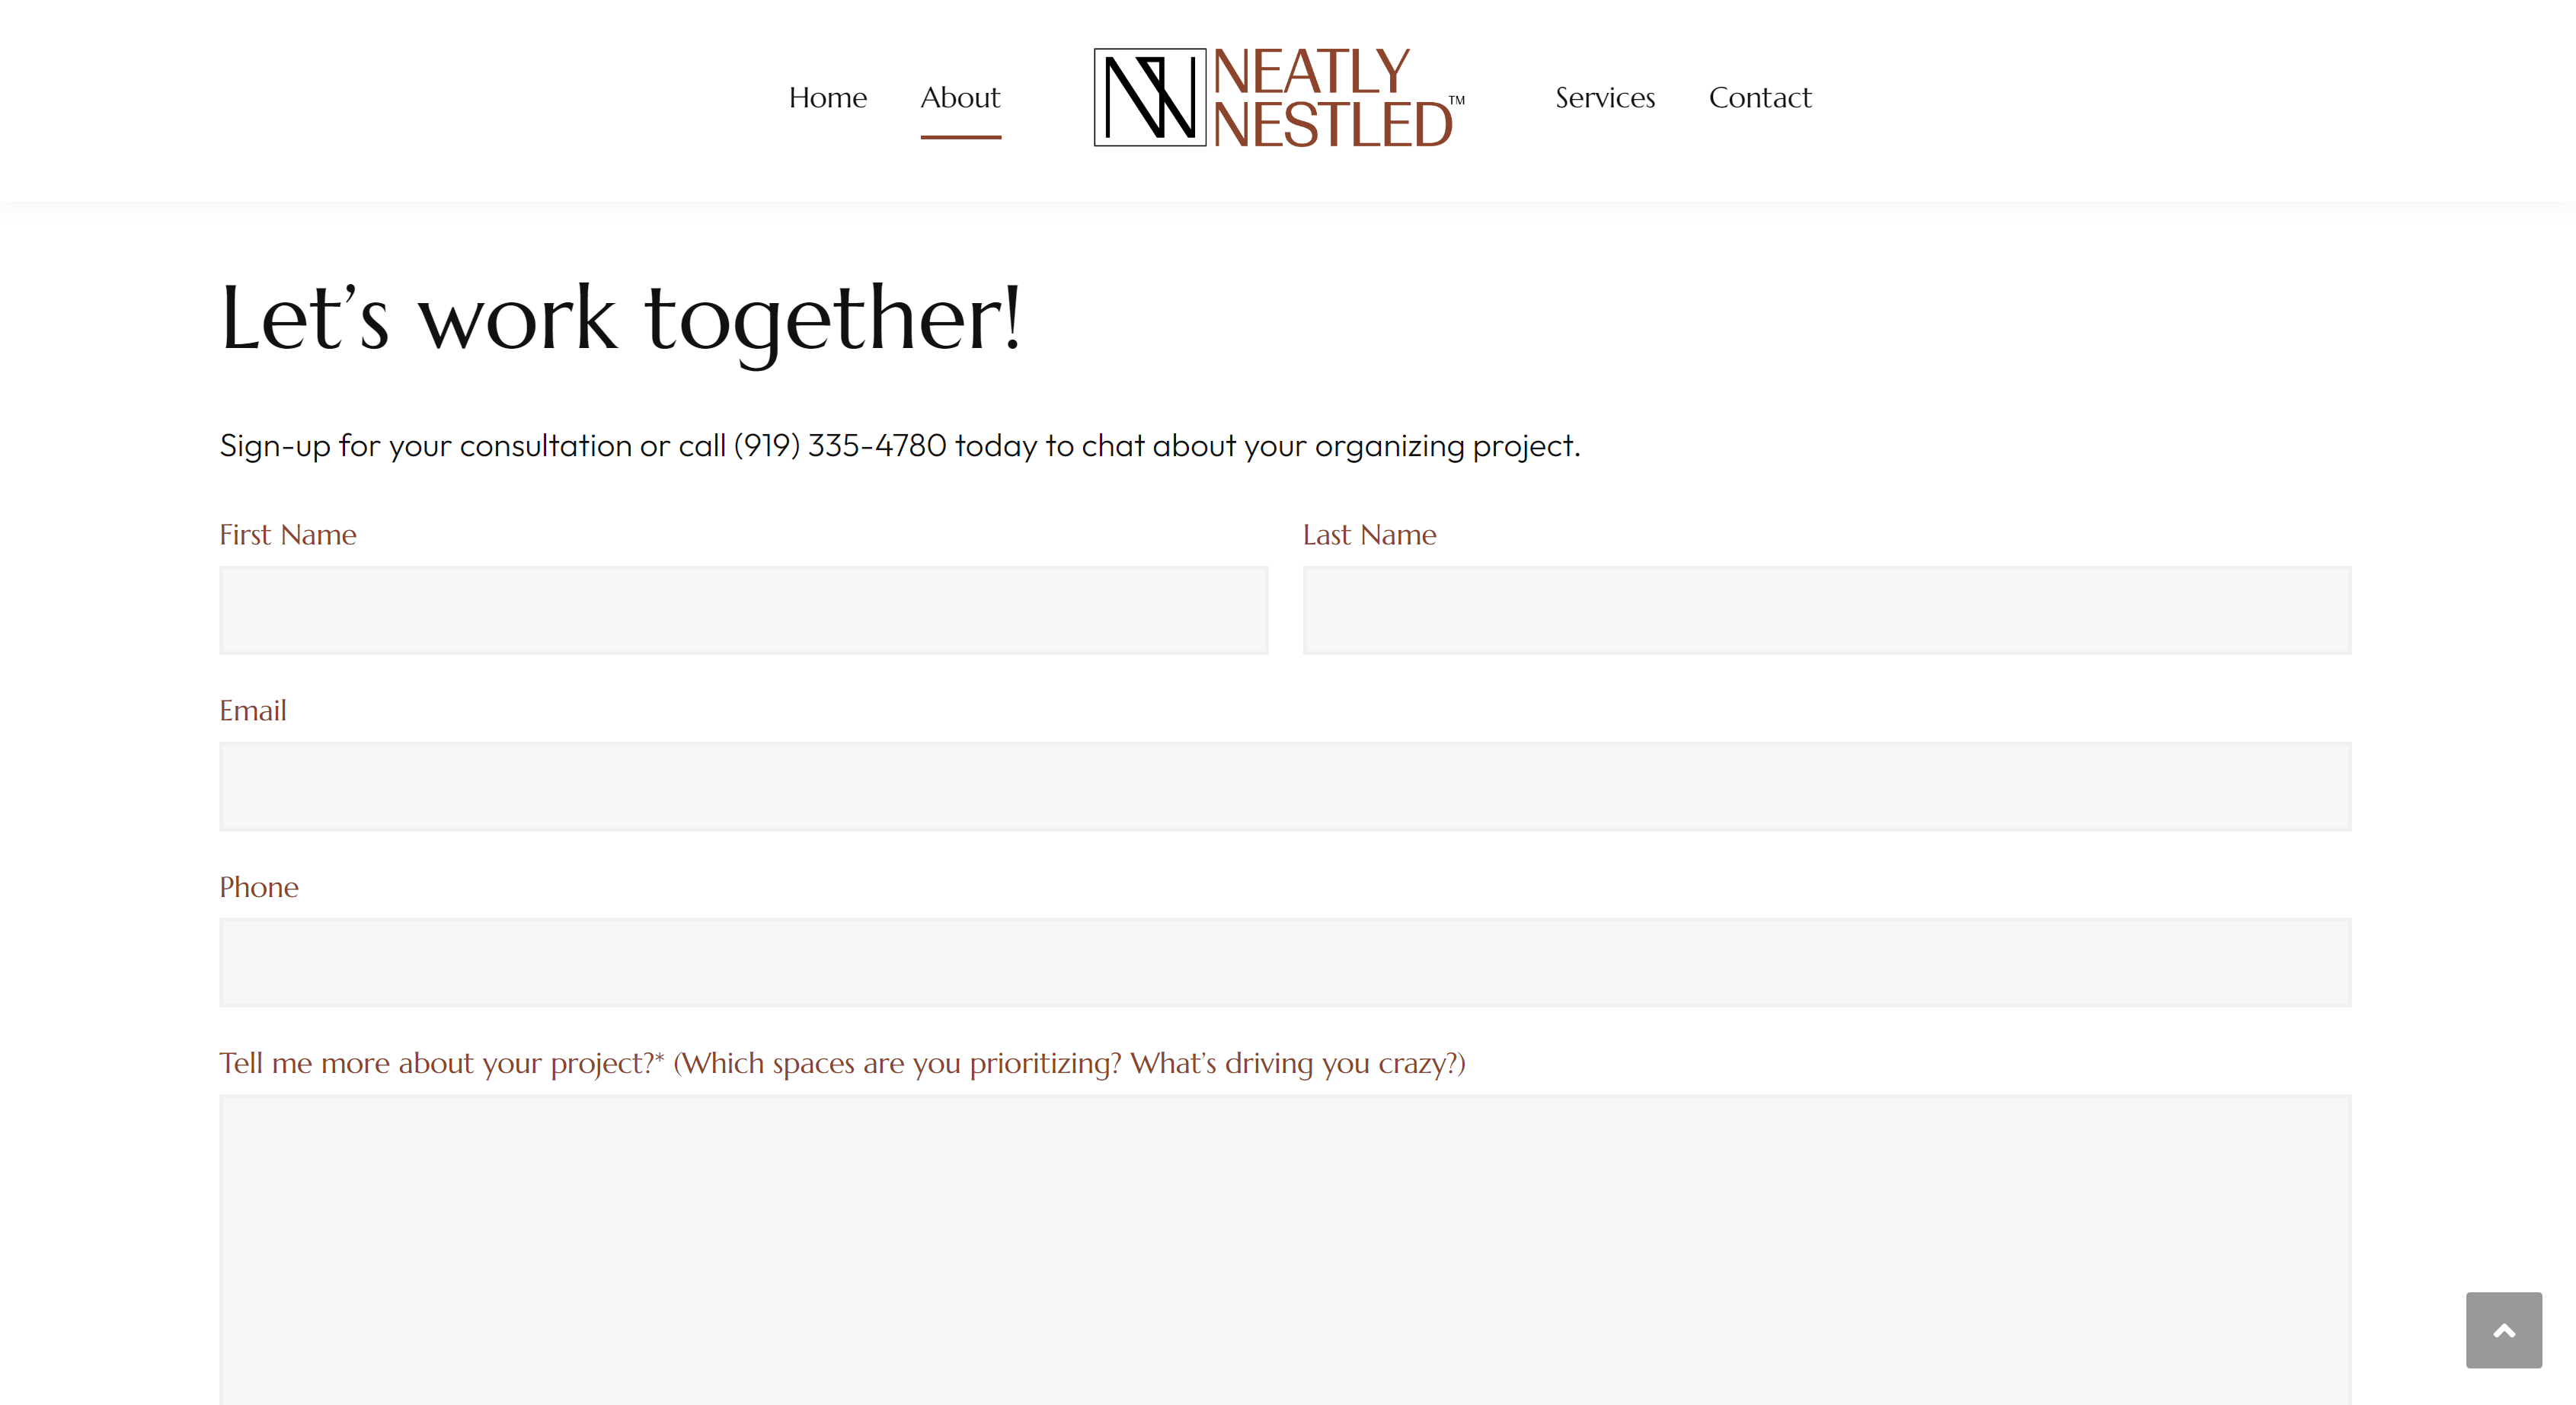 Home
About
NN
NEATLY
NESTLED™
Services
Contact
Let’s work together!
Sign-up for your consultation or call (919) 335-4780 today to chat about your organizing project.
First Name
Last Name
Email
Phone
Tell me more about your project?* (Which spaces are you prioritizing? What’s driving you crazy?)